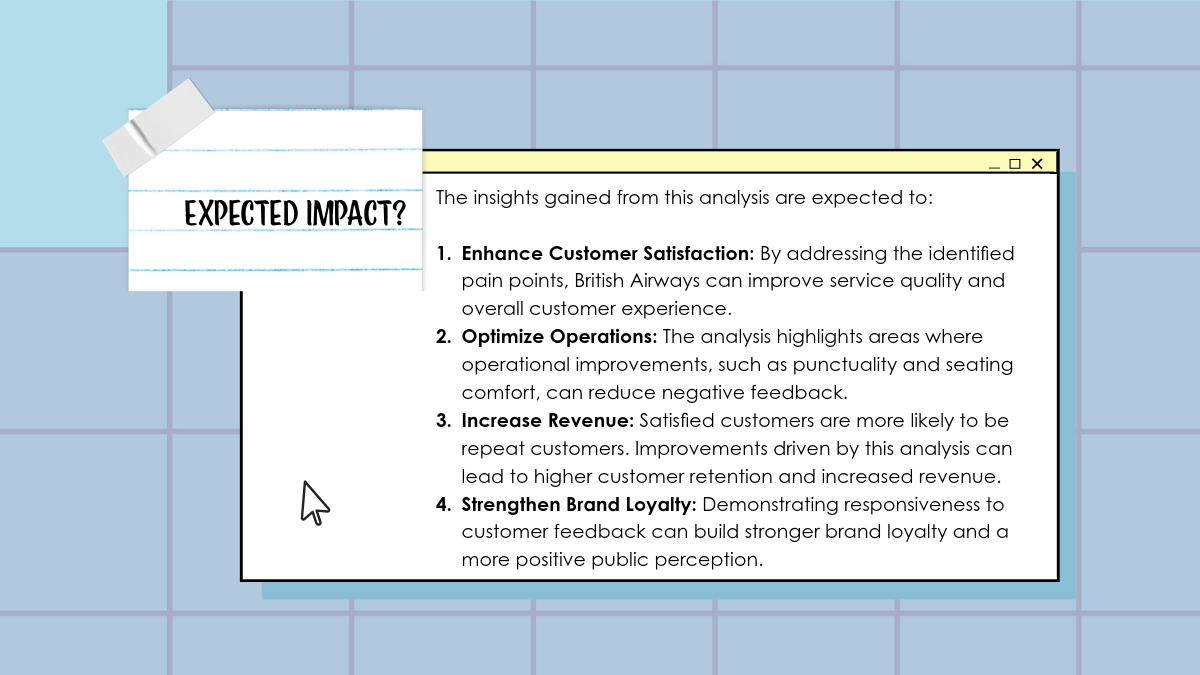 EXPECTED IMPACT?
The insights gained from this analysis are expected to:
1. Enhance Customer Satisfaction: By addressing the identified
pain points, British Airways can improve service quality and
overall customer experience.
2. Optimize Operations: The analysis highlights areas where
operational improvements, such as punctuality and seating
comfort, can reduce negative feedback.
3. Increase Revenue: Satisfied customers are more likely to be
repeat customers. Improvements driven by this analysis can
lead to higher customer retention and increased revenue.
4. Strengthen Brand Loyalty: Demonstrating responsiveness to
customer feedback can build stronger brand loyalty and a
more positive public perception.